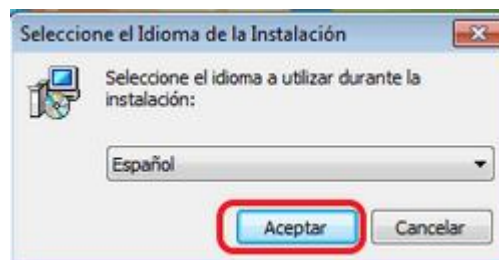 Seleccione el Idioma de la Instalación
Seleccione el idioma a utilizar durante la
instalación:
Español
Aceptar Cancelar